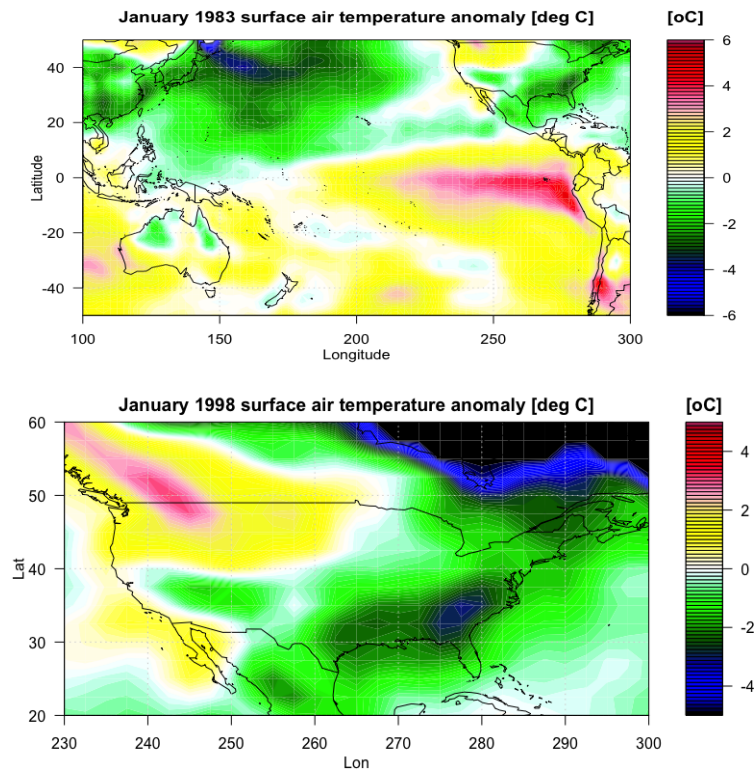 January 1983 surface air temperature anomaly [deg C] [oC]
40
20
0
-20
-40
Latitude
100 150 200 250 300
Longitude
6
4
2
0
-2
-4
-6
January 1998 surface air temperature anomaly [deg C] [oC]
60
50
40
30
20
Lat
230 240 250 260 270 280 290 300
Lon
4
2
0
-2
-4